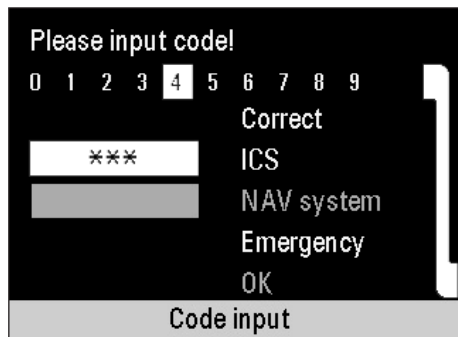 Please input code!
0 1 2 3 4 5 6 7 8 9
Correct
*** ICS
NAV system
Emergency
OK
Code input